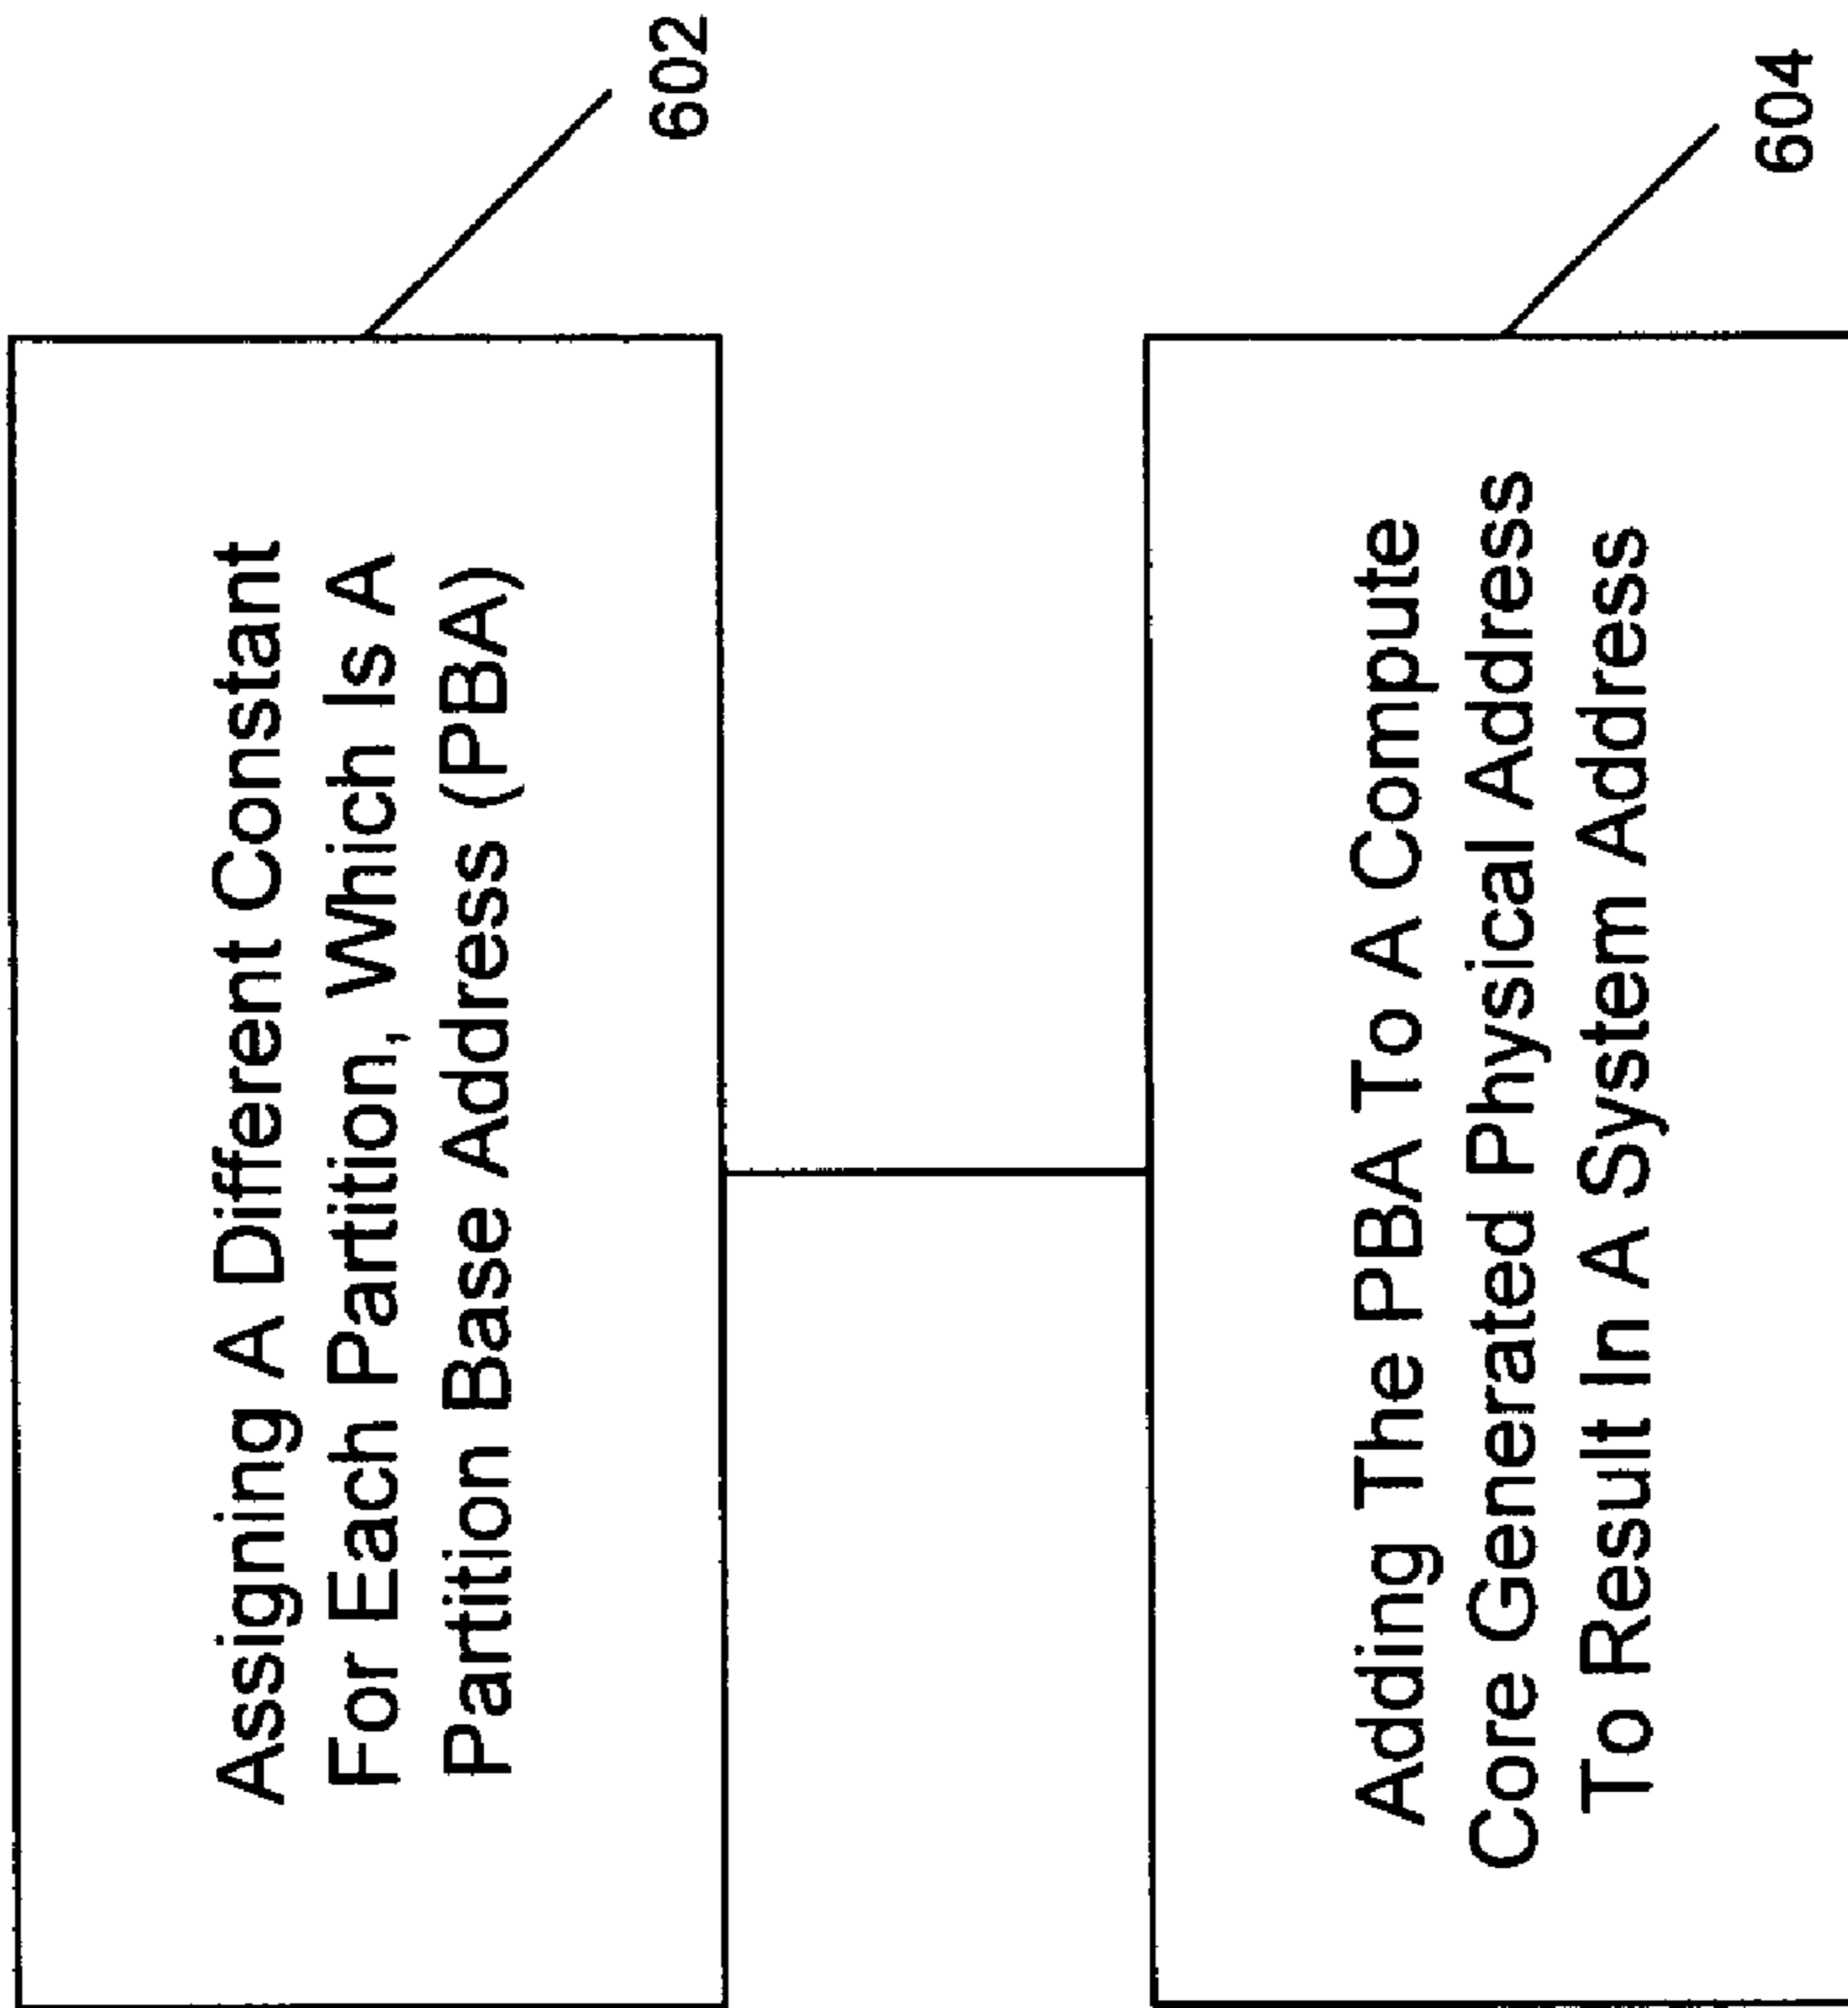 Assigning A Different Constant
For Each Partition, Which Is A
Partition Base Address (PBA)
602
Adding The PBA To A Compute
Core Generated Physical Address
To Result In A System Address
604